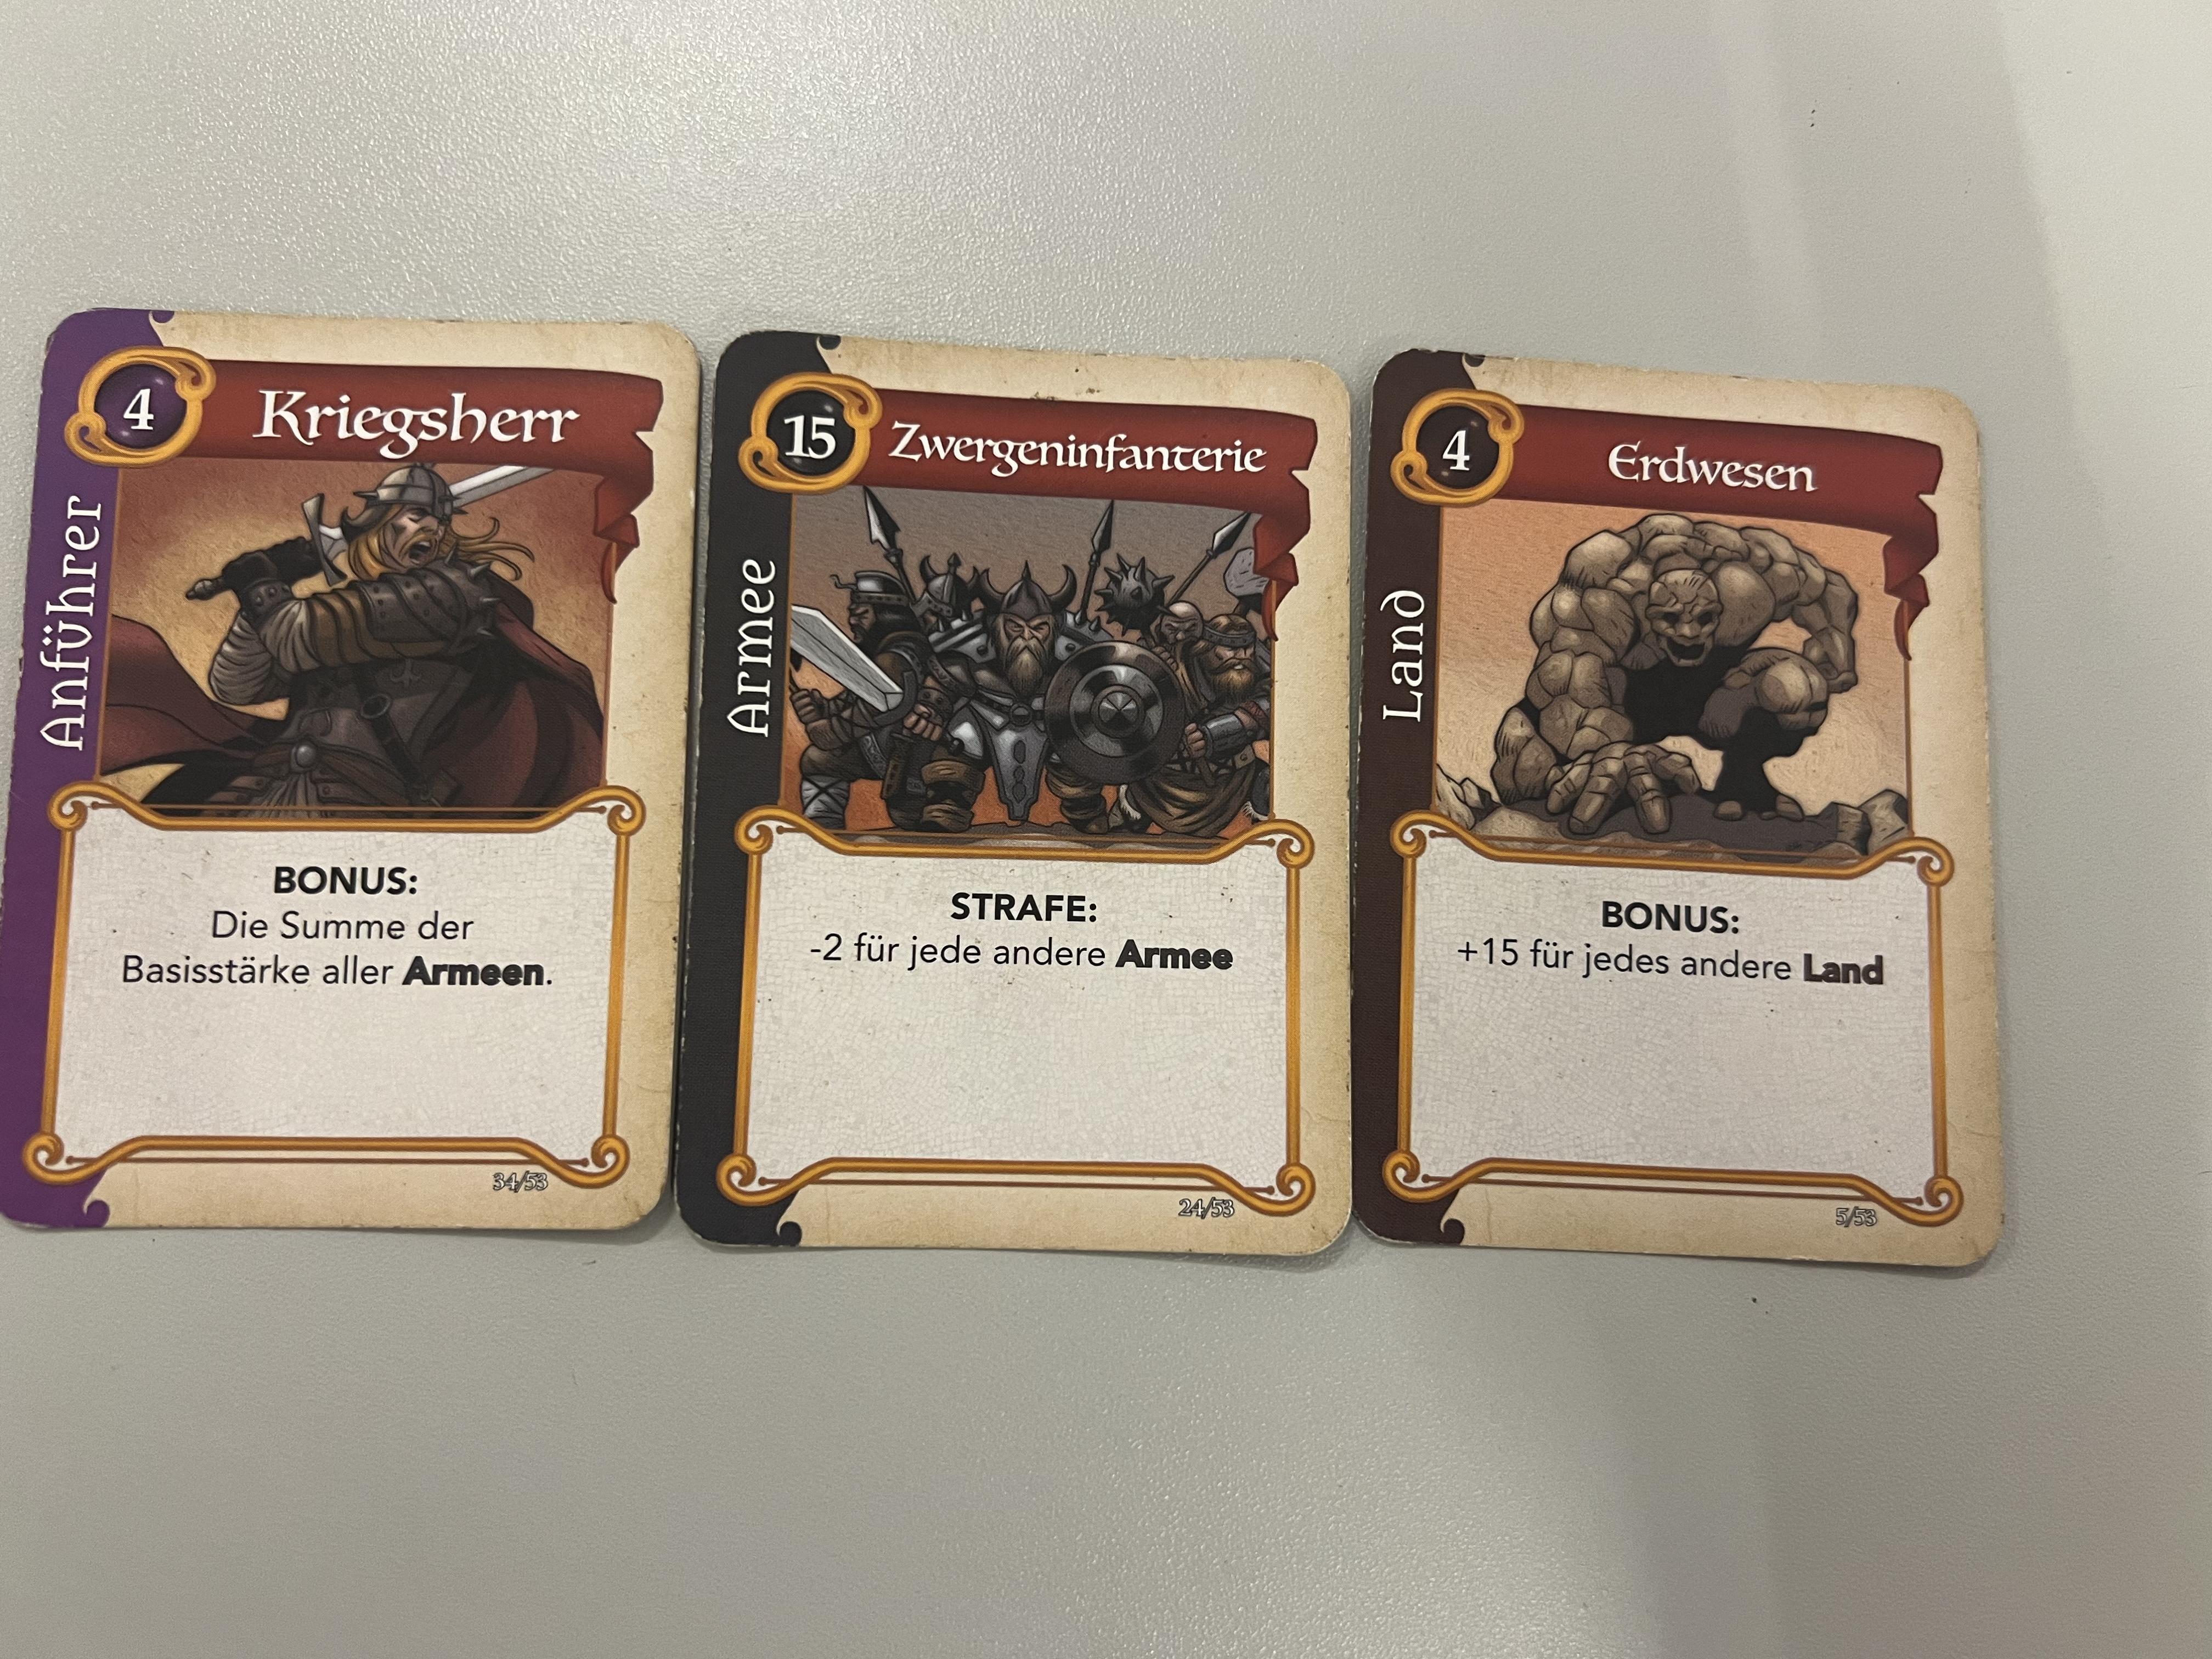 4
Kriegsherr
Anführer
BONUS:
Die Summe der
Basisstärke aller Armeen.
34/53
15
Zwergeninfanterie
Armee
STRAFE:
-2 für jede andere Armee
24/53
4
Erdwesen
Land
BONUS:
+15 für jedes andere Land
5/53